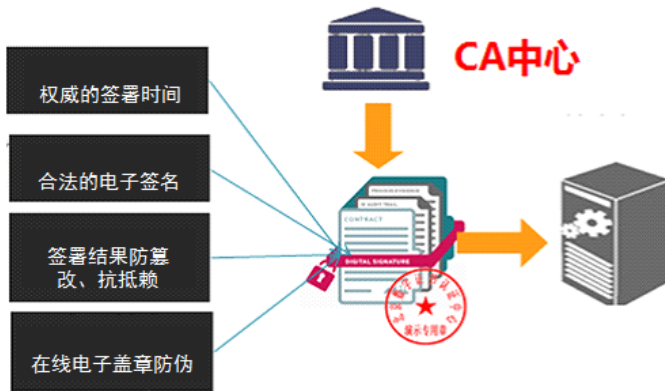 CA中心
权威的签署时间
合法的电子签名
签署结果防篡
改、抗抵赖
在线电子盖章防伪
CONTRACT
DIGITAL SIGNATURE
演示专用章